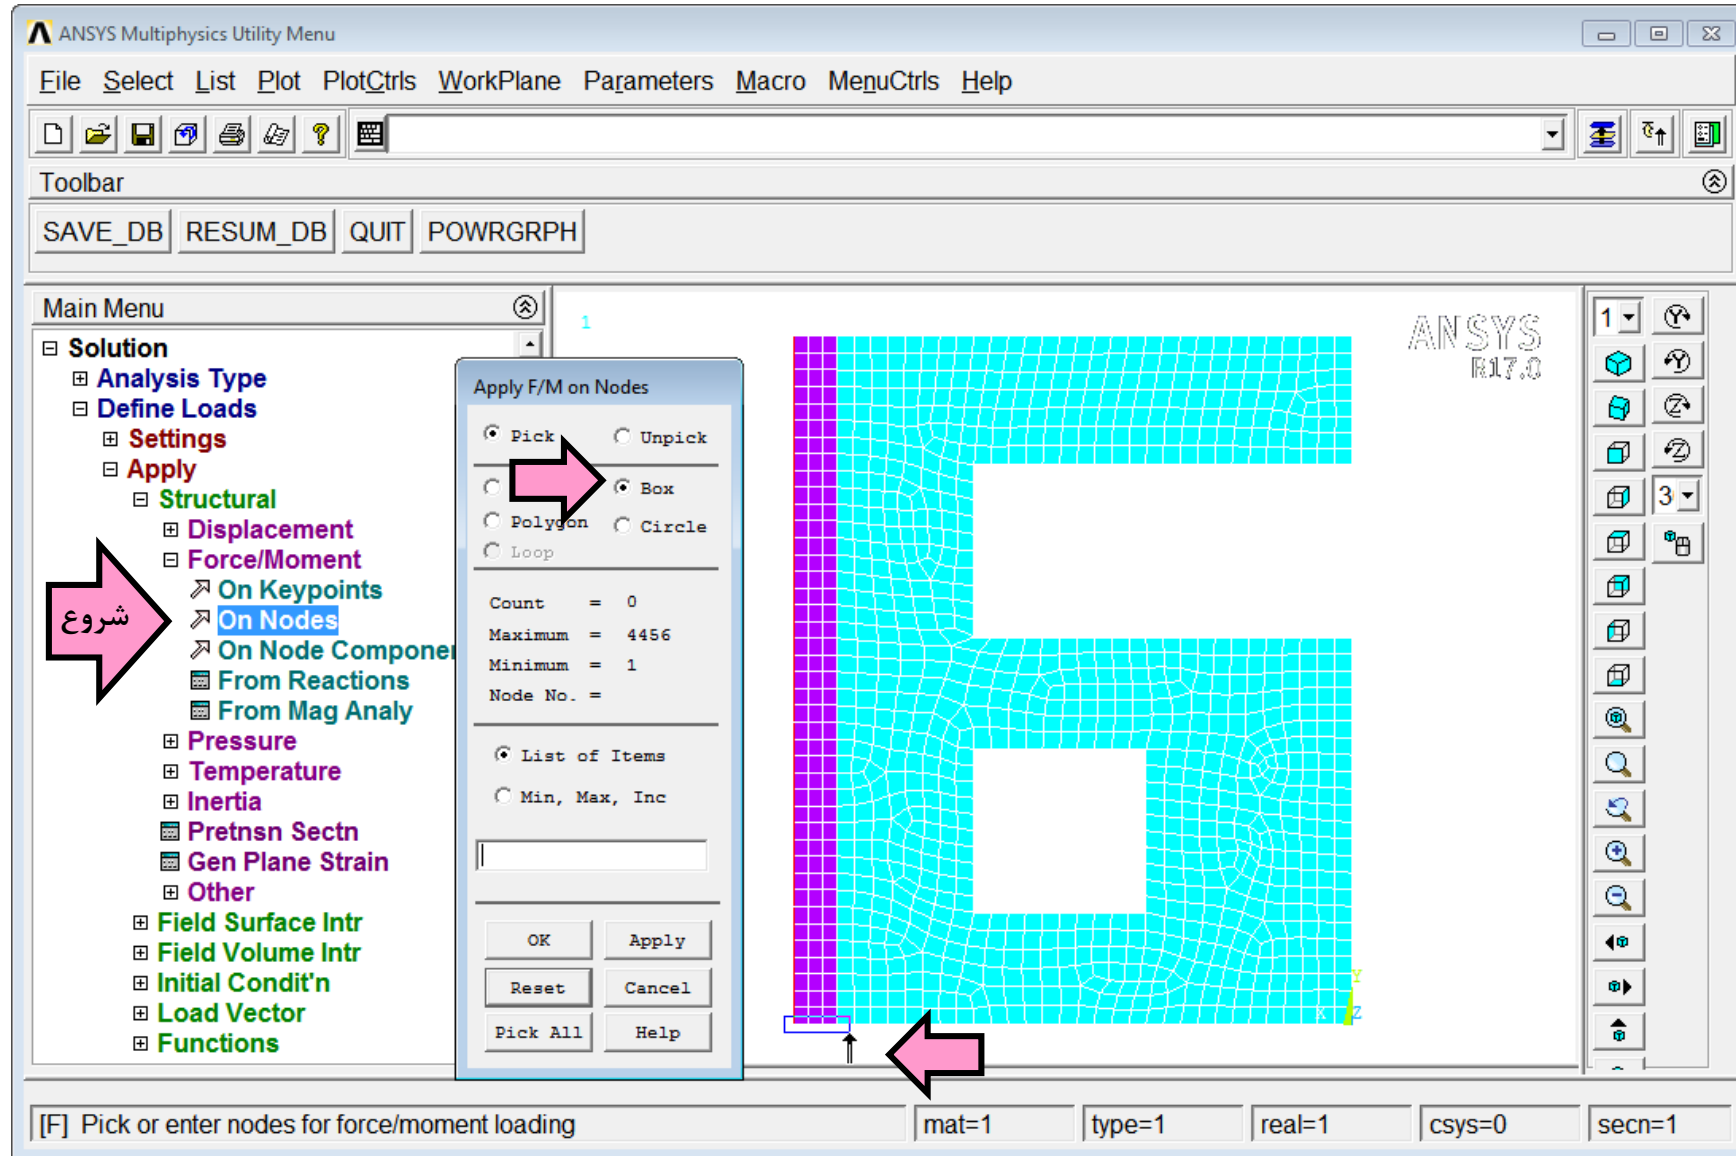 ANSYS Multiphysics Utility Menu
File Select List Plot PlotCtrls WorkPlane Parameters Macro MenuCtrls Help
Toolbar
SAVE_DB RESUM_DB QUIT POWRGRPH
Main Menu
Solution
Analysis Type
Define Loads
Settings
Apply
Structural
Displacement
Force/Moment
On Keypoints
On Nodes
On Node Componen
From Reactions
From Mag Analy
Pressure
Temperature
Inertia
Pretnsn Sectn
Gen Plane Strain
Other
Field Surface Intr
Field Volume Intr
Initial Condit'n
Load Vector
Functions
شروع
Apply F/M on Nodes
Pick Unpick
Box
Polygon Circle
Loop
Count = 0
Maximum = 4456
Minimum = 1
Node No. =
List of Items
Min, Max, Inc
OK Apply
Reset Cancel
Pick All Help
1
ANSYS
R17.0
Y
X Z
1
3
[F] Pick or enter nodes for force/moment loading
mat=1 type=1 real=1 csys=0 secn=1